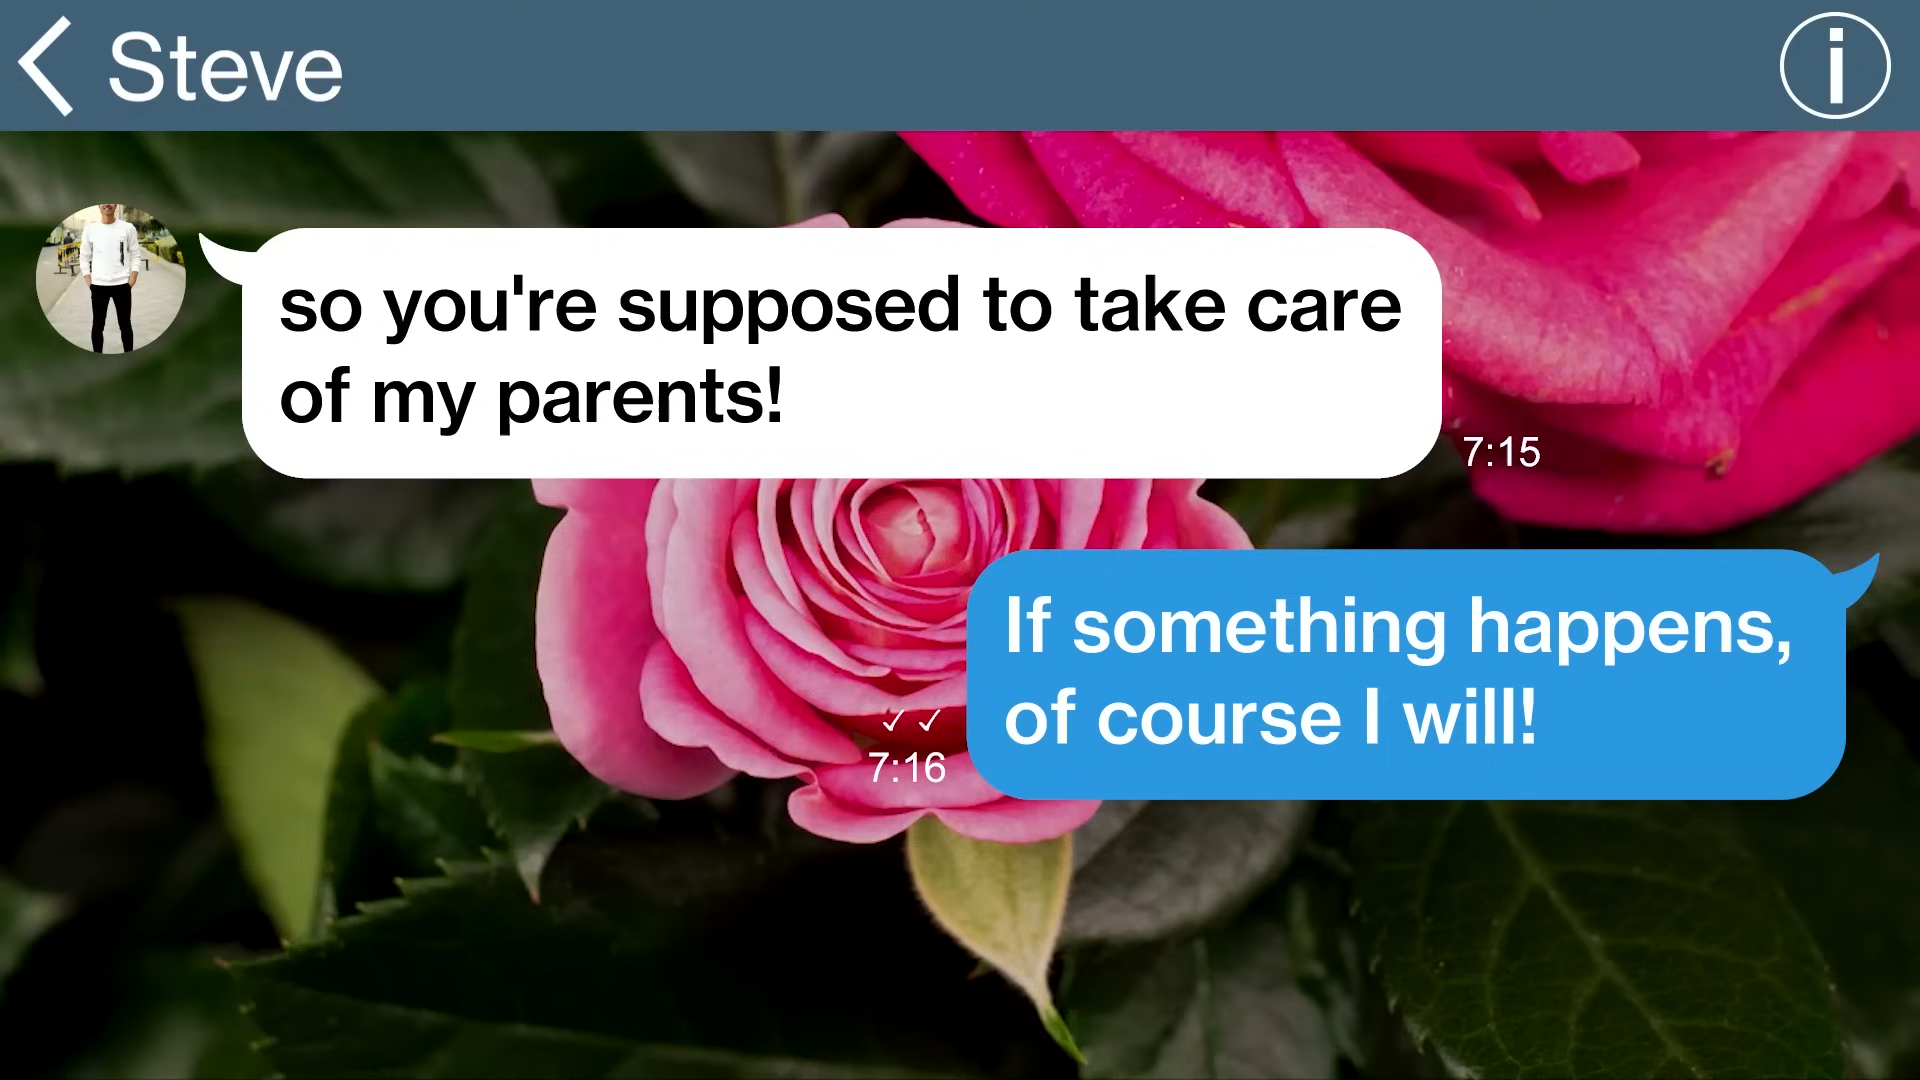 Steve
so you're supposed to take care
of my parents!
7:15
If something happens,
of course I will!
✓ ✓
7:16